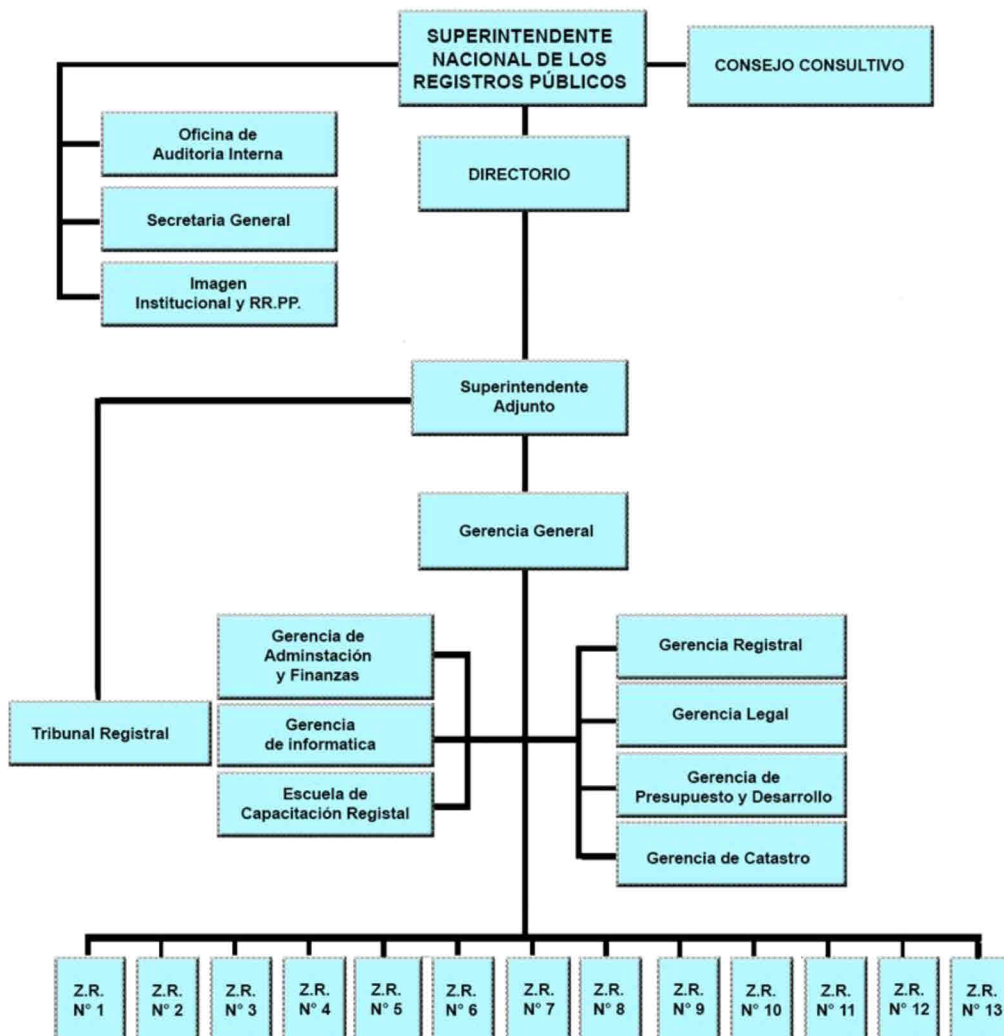 SUPERINTENDENTE
NACIONAL DE LOS
REGISTROS PÚBLICOS
CONSEJO CONSULTIVO
Oficina de
Auditoria Interna
DIRECTORIO
Secretaria General
Imagen
Institucional y RR.PP.
Superintendente
Adjunto
Gerencia General
Gerencia de
Adminstación
y Finanzas
Gerencia Registral
Tribunal Registral
Gerencia
de informatica
Gerencia Legal
Escuela de
Capacitación Registal
Gerencia de
Presupuesto y Desarrollo
Gerencia de Catastro
Z.R.
N° 1
Z.R.
N° 2
Z.R.
N° 3
Z.R.
N° 4
Z.R.
N° 5
Z.R.
N° 6
Z.R.
N° 7
Z.R.
N° 8
Z.R.
N° 9
Z.R.
N° 10
Z.R.
N° 11
Z.R.
N° 12
Z.R.
N° 13